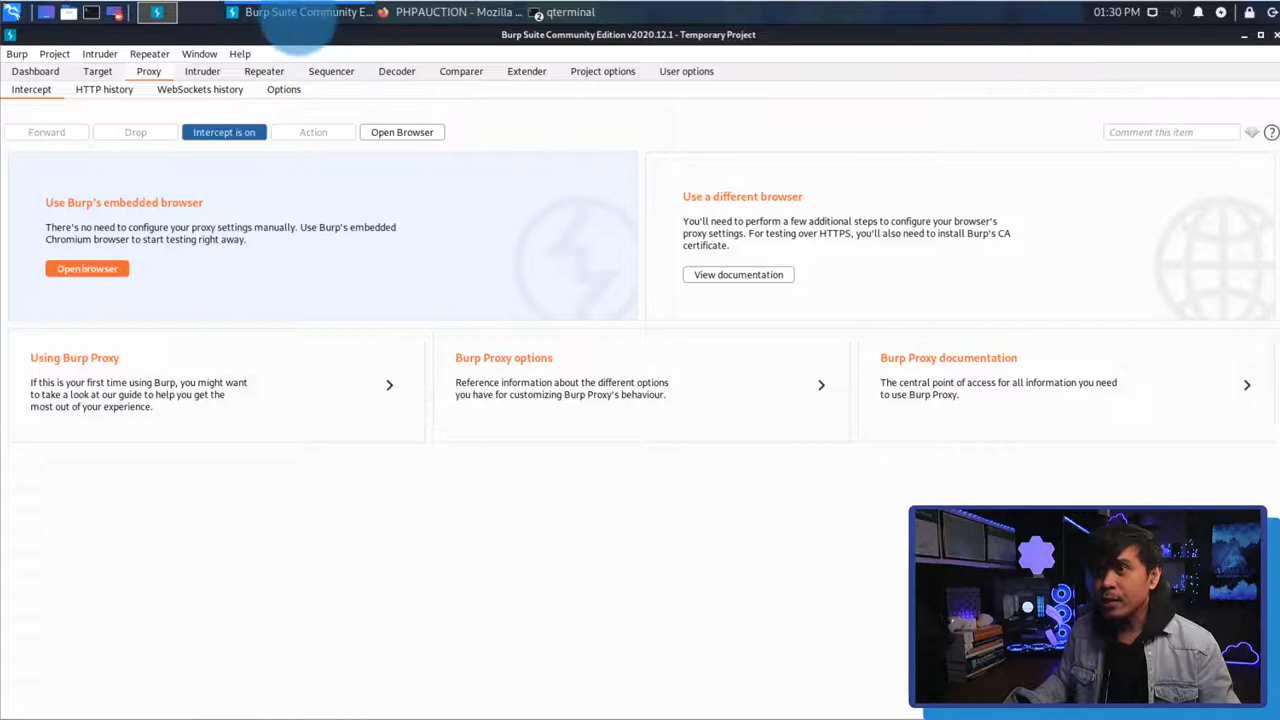 Burp Suite Community E...
PHPAUCTION - Mozilla ...
2 qterminal
01:30 PM
Burp Suite Community Edition v2020.12.1 - Temporary Project
Burp Project Intruder Repeater Window Help
Dashboard Target Proxy Intruder Repeater Sequencer Decoder Comparer Extender Project options User options
Intercept HTTP history WebSockets history Options
Forward Drop Intercept is on Action Open Browser Comment this item ?
Use Burp's embedded browser
There's no need to configure your proxy settings manually. Use Burp's embedded
Chromium browser to start testing right away.
Open browser
Use a different browser
You'll need to perform a few additional steps to configure your browser's
proxy settings. For testing over HTTPS, you'll also need to install Burp's CA
certificate.
View documentation
Using Burp Proxy
If this is your first time using Burp, you might want
to take a look at our guide to help you get the
most out of your experience.
Burp Proxy options
Reference information about the different options
you have for customizing Burp Proxy's behaviour.
Burp Proxy documentation
The central point of access for all information you need
to use Burp Proxy.